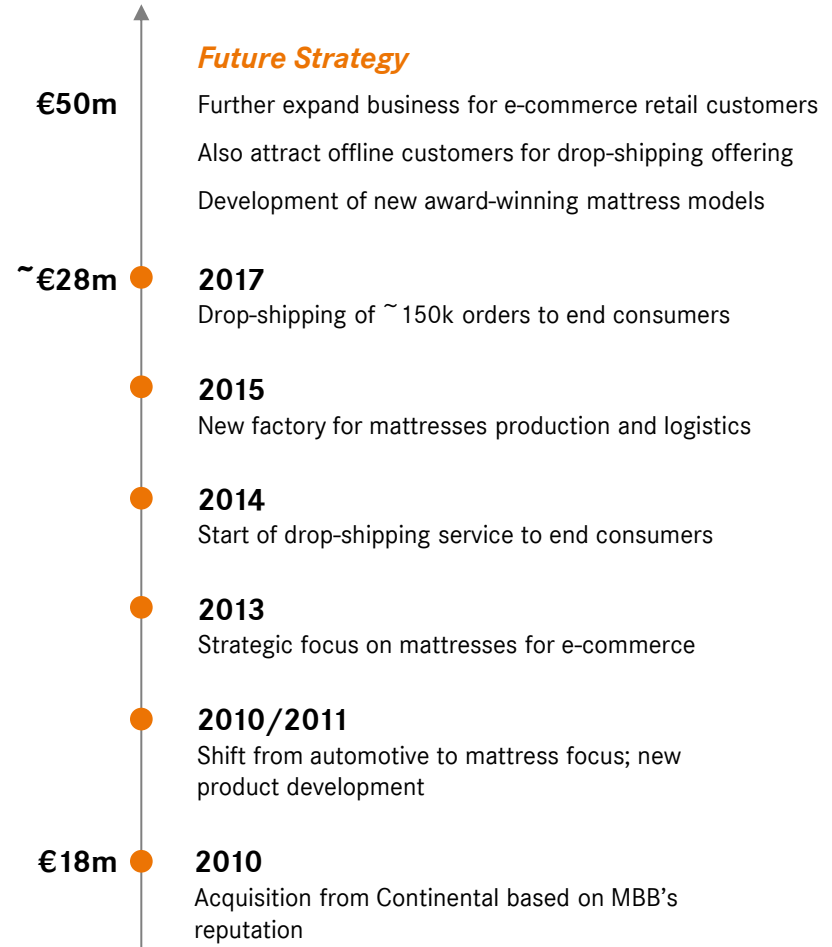 Future Strategy
€50m
Further expand business for e-commerce retail customers
Also attract offline customers for drop-shipping offering
Development of new award-winning mattress models
~€28m
2017
Drop-shipping of ~150k orders to end consumers
2015
New factory for mattresses production and logistics
2014
Start of drop-shipping service to end consumers
2013
Strategic focus on mattresses for e-commerce
2010/2011
Shift from automotive to mattress focus; new
product development
€18m
2010
Acquisition from Continental based on MBB’s
reputation